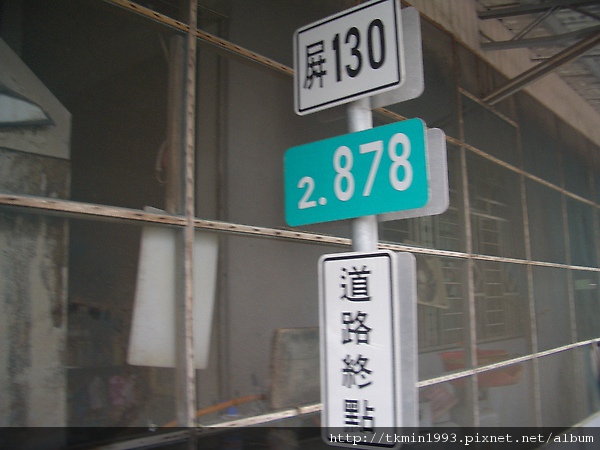 屏130
2.878
道路終點
http://tkmin1993.pixnet.net/album